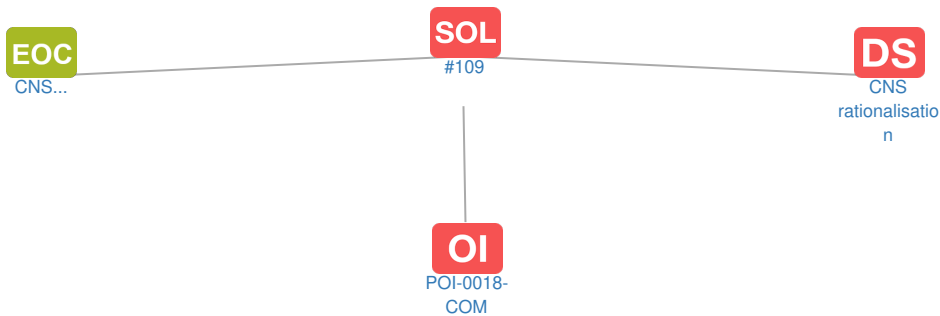 EOC
CNS...
SOL
#109
DS
CNS
rationalisatio
n
OI
POI-0018-
COM